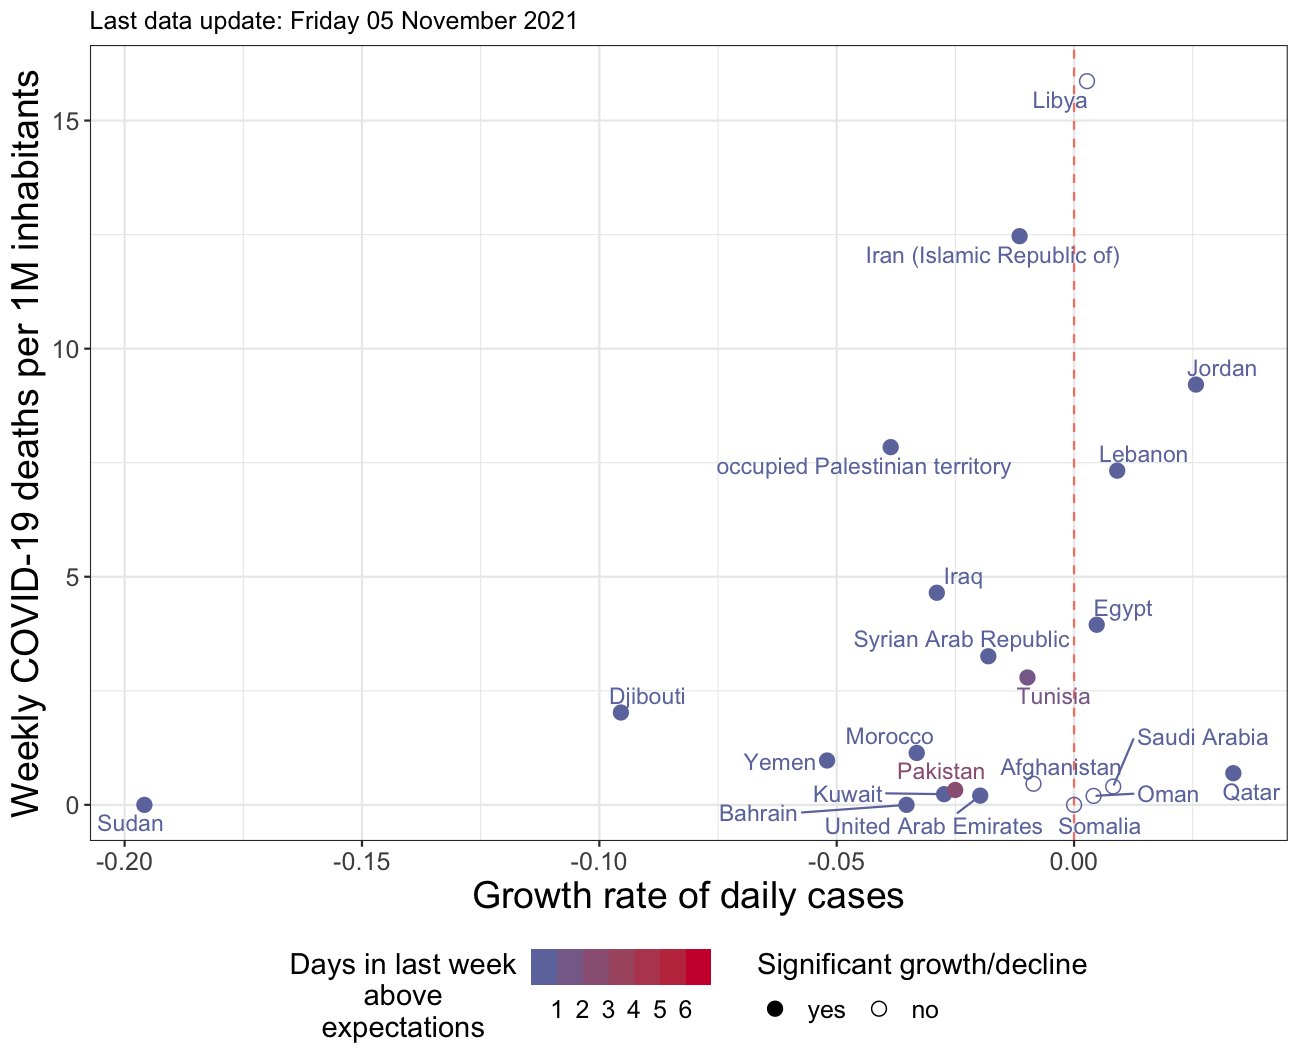 Last data update: Friday 05 November 2021
Weekly COVID-19 deaths per 1M inhabitants
15
10
5
0
Libya
Iran (Islamic Republic of)
Jordan
occupied Palestinian territory
Lebanon
Iraq
Egypt
Syrian Arab Republic
Tunisia
Djibouti
Morocco
Saudi Arabia
Yemen
Pakistan
Afghanistan
Kuwait
Oman
Qatar
Bahrain
Sudan
United Arab Emirates
Somalia
-0.20
-0.15
-0.10
-0.05
0.00
Growth rate of daily cases
Days in last week
above
expectations
1 2 3 4 5 6
Significant growth/decline
yes
no